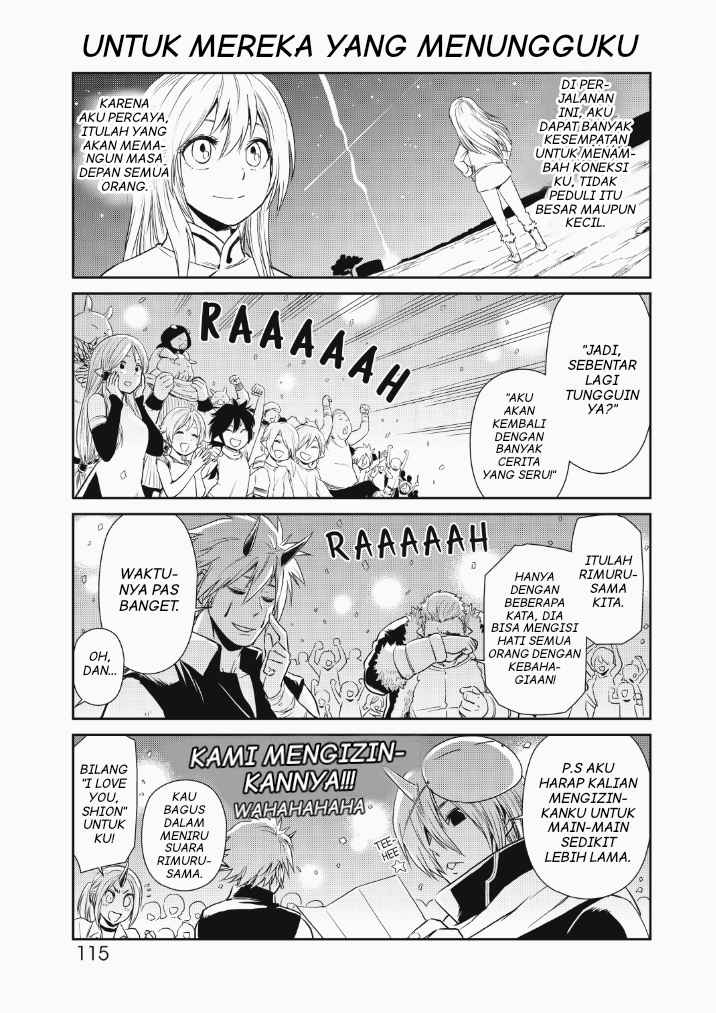 UNTUK MEREKA YANG MENUNGGUKU
DI PER-
JALANAN
INI, AKU
DAPAT BANYAK
KESEMPATAN
UNTUK MENAM-
BAH KONEKSI
KU, TIDAK
PEDULI ITU
BESAR MAUPUN
KECIL.
KARENA
AKU PERCAYA,
ITULAH YANG
AKAN MEMA-
NGUN MASA
DEPAN SEMUA
ORANG.
"JADI,
SEBENTAR
LAGI
TUNGGUIN
YA?"
"AKU
AKAN
KEMBALI
DENGAN
BANYAK
CERITA
YANG SERU!"
RAAAAAH
ITULAH
RIMURU-
SAMA
KITA.
HANYA
DENGAN
BEBERAPA
KATA, DIA
BISA MENGISI
HATI SEMUA
ORANG DENGAN
KEBAHA-
GIAAN!
RAAAAAH
WAKTU-
NYA PAS
BANGET.
OH,
DAN...
P.S AKU
HARAP KALIAN
MENGIZIN-
KANKU UNTUK
MAIN-MAIN
SEDIKIT
LEBIH LAMA.
TEE-
HEE
KAMI MENGIZIN-
KANNYA!!!
WAHAHAHAHA
KAU
BAGUS
DALAM
MENIRU
SUARA
RIMURU-
SAMA.
BILANG
"I LOVE
YOU,
SHION"
UNTUK
KU!
115